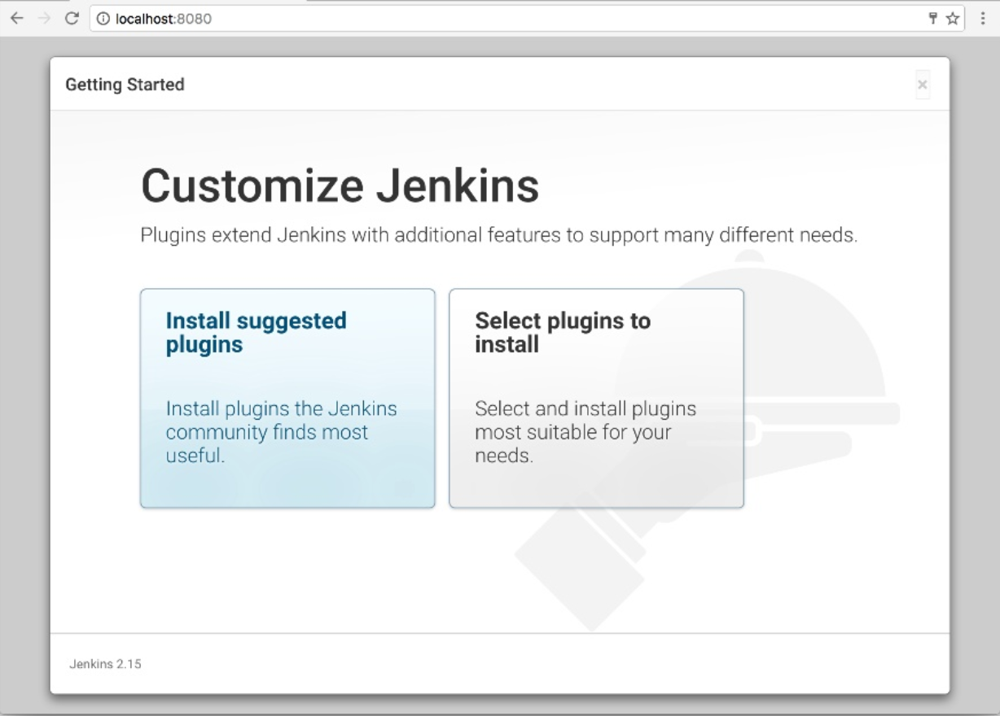 localhost:8080
Getting Started
×
Customize Jenkins
Plugins extend Jenkins with additional features to support many different needs.
Install suggested
plugins
Install plugins the Jenkins
community finds most
useful.
Select plugins to
install
Select and install plugins
most suitable for your
needs.
Jenkins 2.15